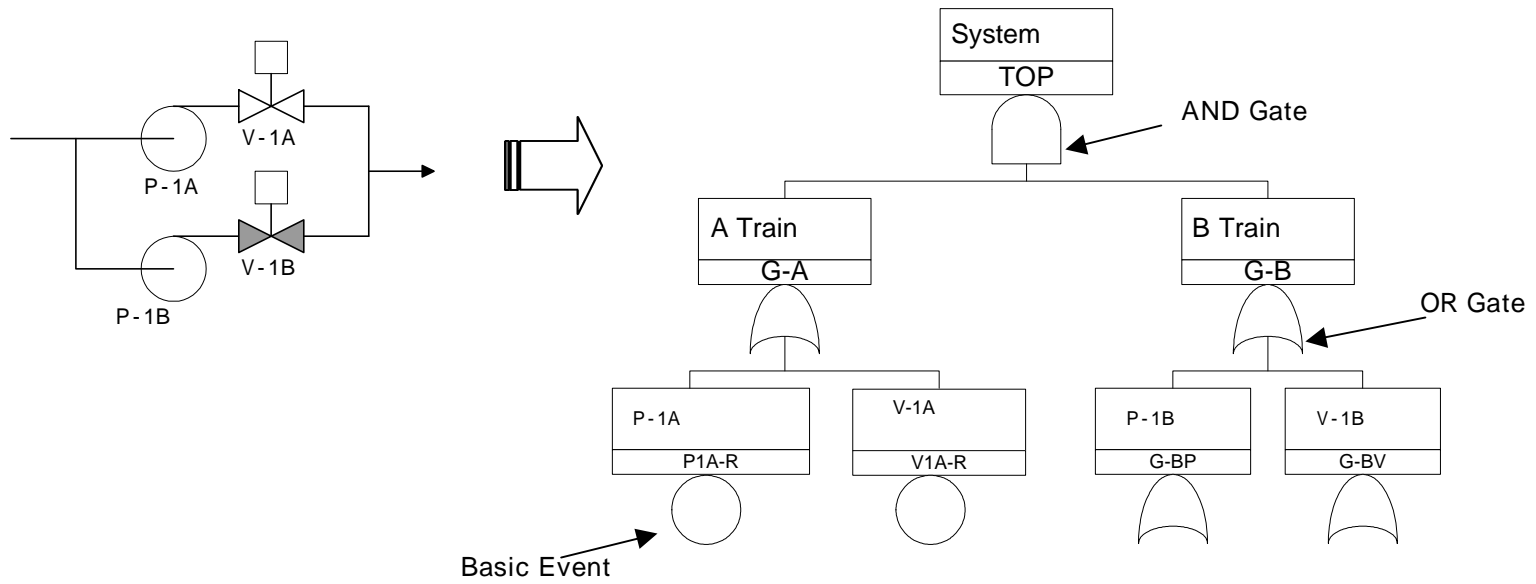 V-1A
P-1A
V-1B
P-1B
System
TOP
AND Gate
A Train
G-A
B Train
G-B
OR Gate
P-1A
P1A-R
V-1A
V1A-R
P-1B
G-BP
V-1B
G-BV
Basic Event